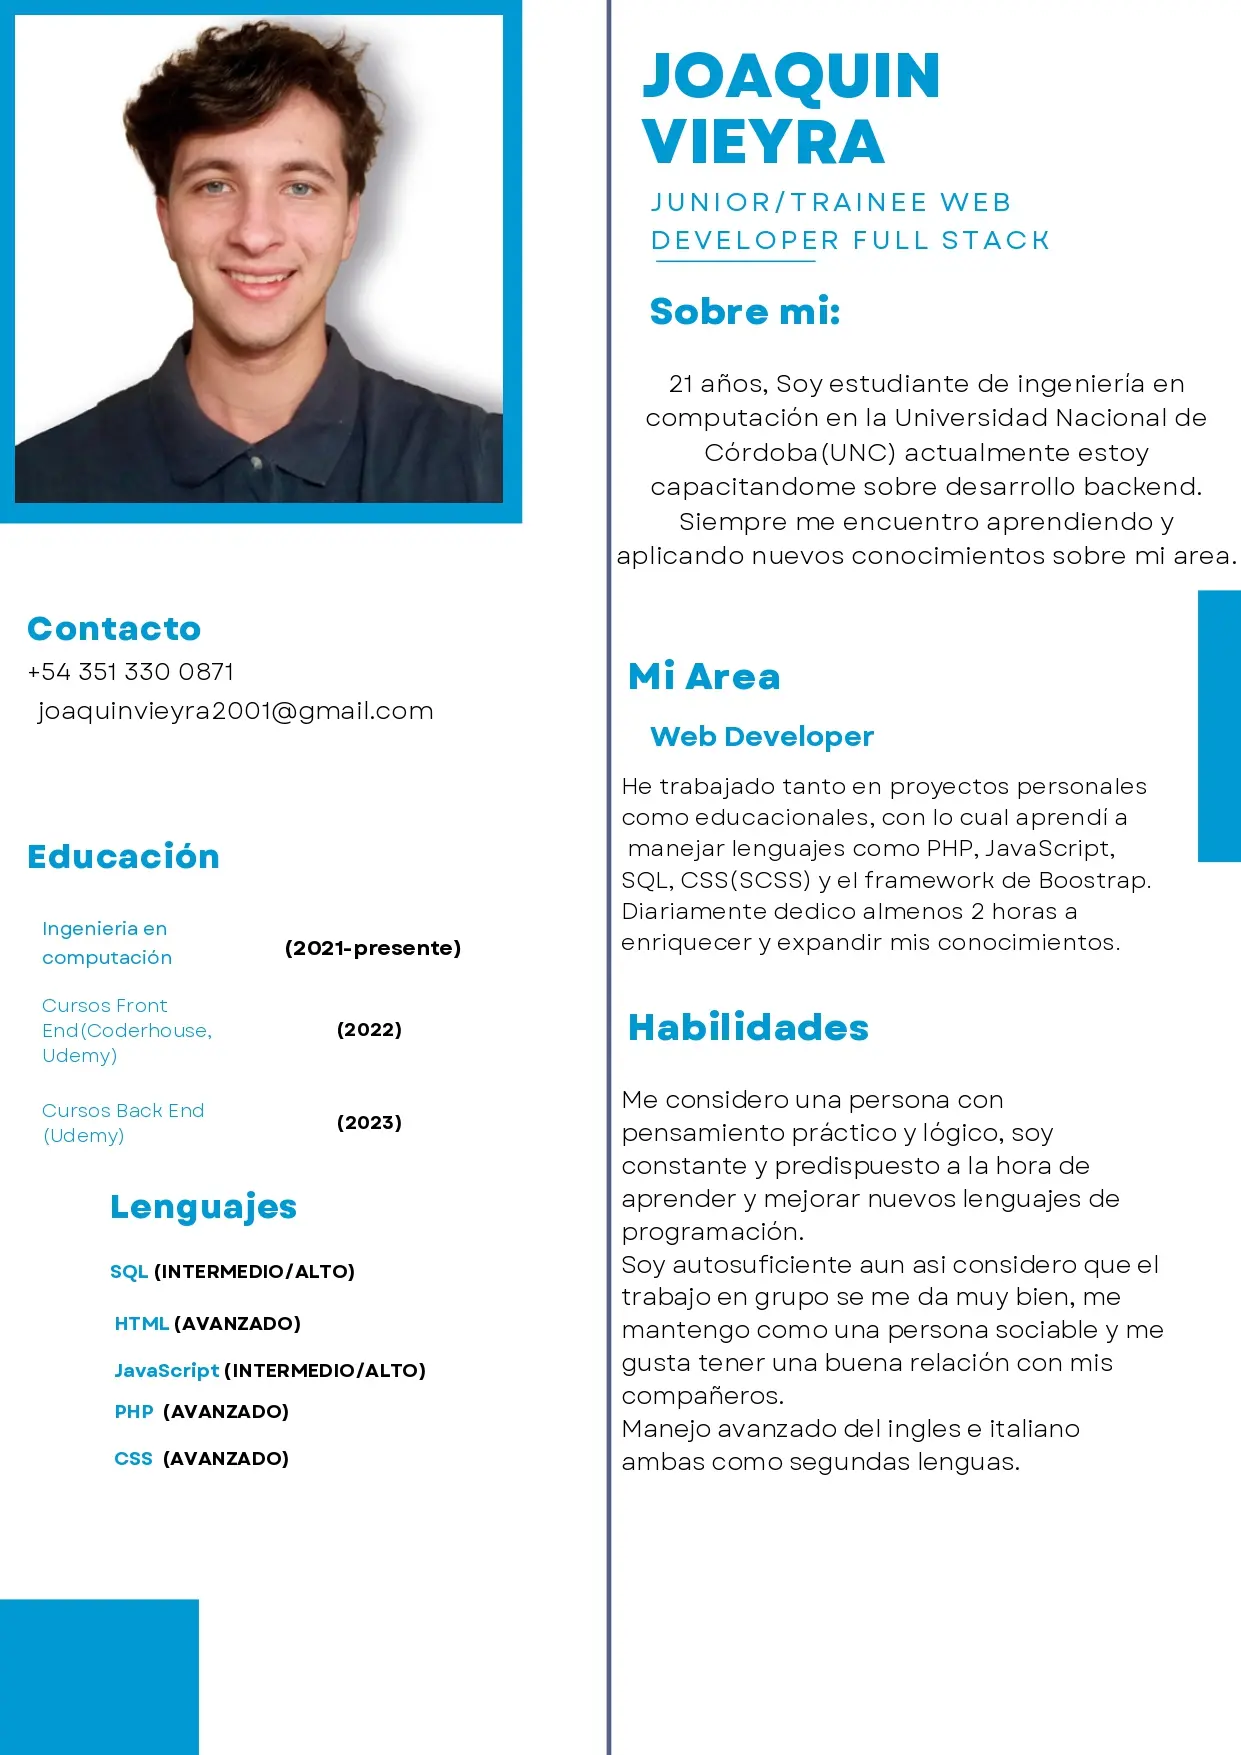 JOAQUIN
VIEYRA
JUNIOR/TRAINEE WEB
DEVELOPER FULL STACK
Sobre mi:
21 años, Soy estudiante de ingeniería en
computación en la Universidad Nacional de
Córdoba(UNC) actualmente estoy
capacitandome sobre desarrollo backend.
Siempre me encuentro aprendiendo y
aplicando nuevos conocimientos sobre mi area.
Contacto
+54 351 330 0871
joaquinvieyra2001@gmail.com
Educación
Ingenieria en
computación
(2021-presente)
Cursos Front
End(Coderhouse,
Udemy)
(2022)
Cursos Back End
(Udemy)
(2023)
Lenguajes
SQL (INTERMEDIO/ALTO)
HTML (AVANZADO)
JavaScript (INTERMEDIO/ALTO)
PHP (AVANZADO)
CSS (AVANZADO)
Mi Area
Web Developer
He trabajado tanto en proyectos personales
como educacionales, con lo cual aprendí a
manejar lenguajes como PHP, JavaScript,
SQL, CSS(SCSS) y el framework de Boostrap.
Diariamente dedico almenos 2 horas a
enriquecer y expandir mis conocimientos.
Habilidades
Me considero una persona con
pensamiento práctico y lógico, soy
constante y predispuesto a la hora de
aprender y mejorar nuevos lenguajes de
programación.
Soy autosuficiente aun asi considero que el
trabajo en grupo se me da muy bien, me
mantengo como una persona sociable y me
gusta tener una buena relación con mis
compañeros.
Manejo avanzado del ingles e italiano
ambas como segundas lenguas.